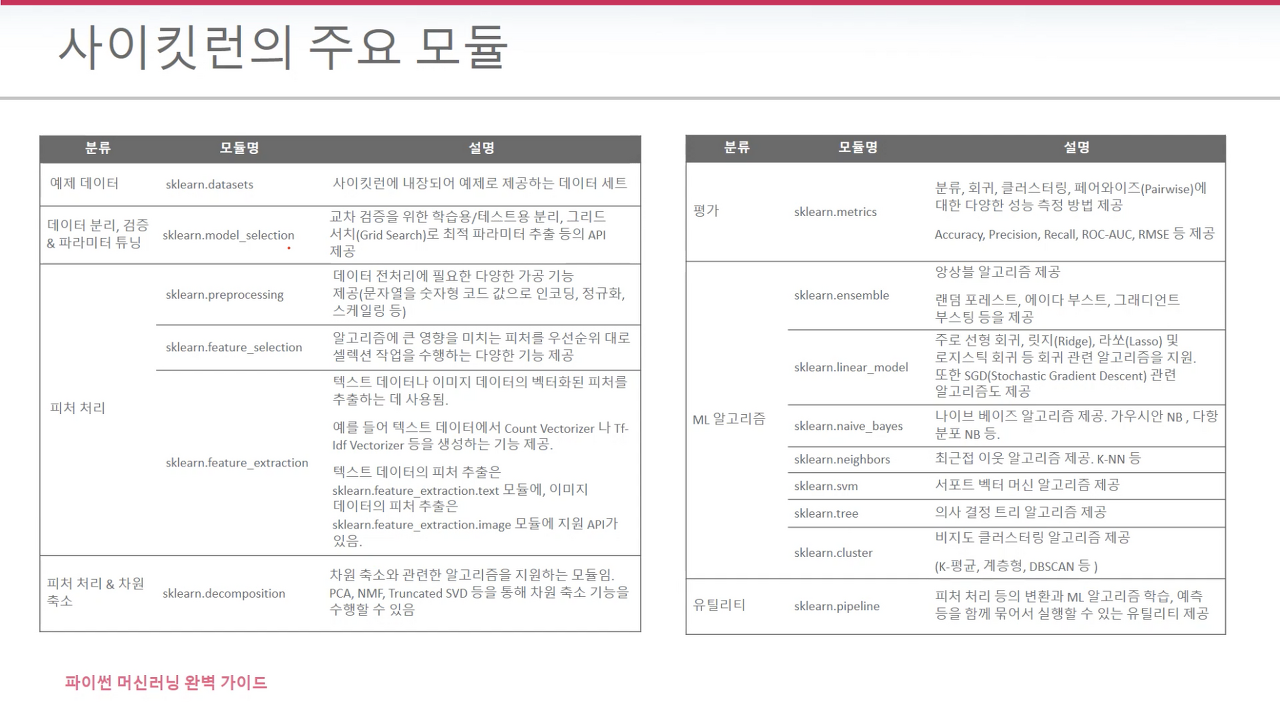 사이킷런의 주요 모듈
분류 모듈명 설명
예제 데이터 sklearn.datasets 사이킷런에 내장되어 예제로 제공하는 데이터 세트
데이터 분리, 검증
& 파라미터 튜닝
sklearn.model_selection
교차 검증을 위한 학습용/테스트용 분리, 그리드
서치(Grid Search)로 최적 파라미터 추출 등의 API
제공
피처 처리
sklearn.preprocessing
데이터 전처리에 필요한 다양한 가공 기능
제공(문자열을 숫자형 코드 값으로 인코딩, 정규화,
스케일링 등)
sklearn.feature_selection
알고리즘에 큰 영향을 미치는 피처를 우선순위 대로
셀렉션 작업을 수행하는 다양한 기능 제공
sklearn.feature_extraction
텍스트 데이터나 이미지 데이터의 벡터화된 피처를
추출하는 데 사용됨.
예를 들어 텍스트 데이터에서 Count Vectorizer 나 Tf-
Idf Vectorizer 등을 생성하는 기능 제공.
텍스트 데이터의 피처 추출은
sklearn.feature_extraction.text 모듈에, 이미지
데이터의 피처 추출은
sklearn.feature_extraction.image 모듈에 지원 API가
있음.
피처 처리 & 차원
축소
sklearn.decomposition
차원 축소와 관련한 알고리즘을 지원하는 모듈임.
PCA, NMF, Truncated SVD 등을 통해 차원 축소 기능을
수행할 수 있음
분류 모듈명 설명
평가
sklearn.metrics
분류, 회귀, 클러스터링, 페어와이즈(Pairwise)에
대한 다양한 성능 측정 방법 제공
Accuracy, Precision, Recall, ROC-AUC, RMSE 등 제공
ML 알고리즘
sklearn.ensemble
앙상블 알고리즘 제공
랜덤 포레스트, 에이다 부스트, 그래디언트
부스팅 등을 제공
sklearn.linear_model
주로 선형 회귀, 릿지(Ridge), 라쏘(Lasso) 및
로지스틱 회귀 등 회귀 관련 알고리즘을 지원.
또한 SGD(Stochastic Gradient Descent) 관련
알고리즘도 제공
sklearn.naive_bayes
나이브 베이즈 알고리즘 제공. 가우시안 NB , 다항
분포 NB 등.
sklearn.neighbors 최근접 이웃 알고리즘 제공. K-NN 등
sklearn.svm 서포트 벡터 머신 알고리즘 제공
sklearn.tree 의사 결정 트리 알고리즘 제공
sklearn.cluster
비지도 클러스터링 알고리즘 제공
(K-평균, 계층형, DBSCAN 등 )
유틸리티
sklearn.pipeline
피처 처리 등의 변환과 ML 알고리즘 학습, 예측
등을 함께 묶어서 실행할 수 있는 유틸리티 제공
파이썬 머신러닝 완벽 가이드